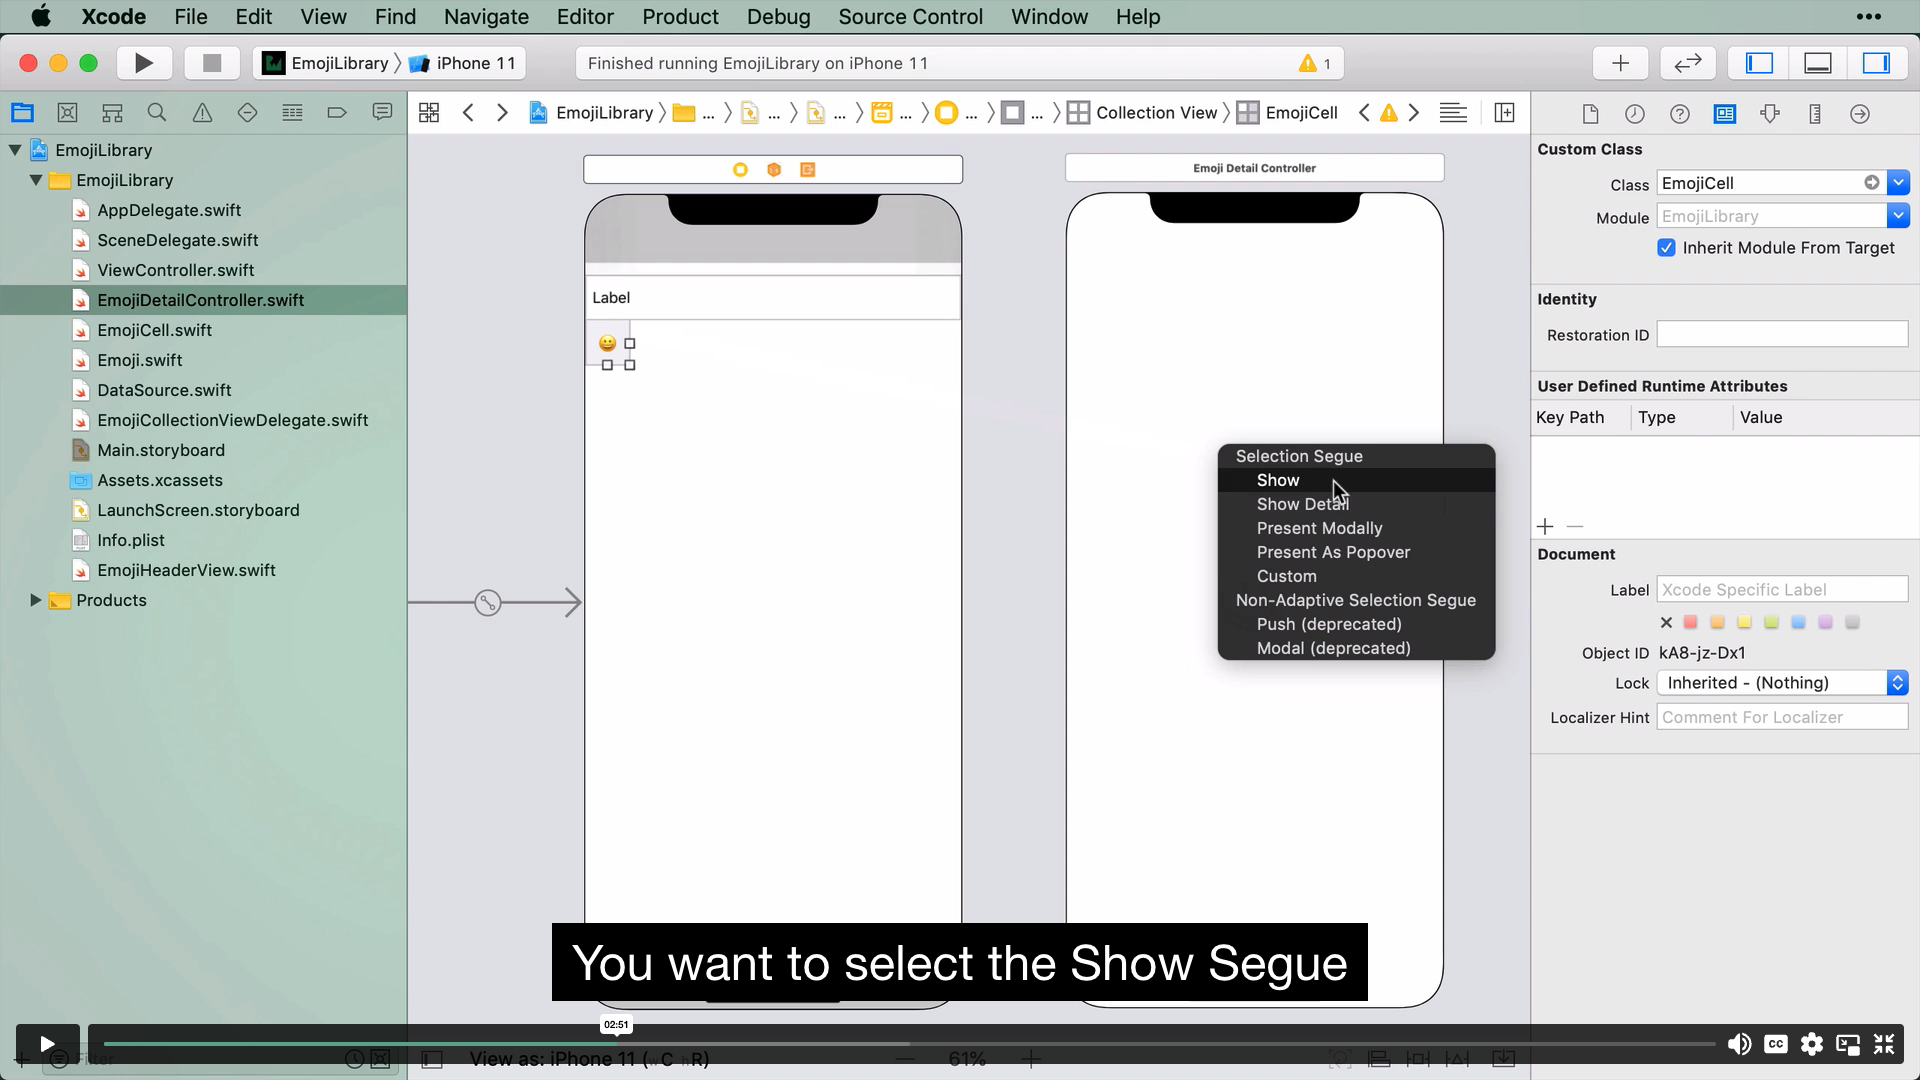 Xcode File Edit View Find Navigate Editor Product Debug Source Control Window Help
EmojiLibrary iPhone 11
Finished running EmojiLibrary on iPhone 11
1
EmojiLibrary ... ... ... ... ... ... Collection View EmojiCell
EmojiLibrary
EmojiLibrary
AppDelegate.swift
SceneDelegate.swift
ViewController.swift
EmojiDetailController.swift
EmojiCell.swift
Emoji.swift
DataSource.swift
EmojiCollectionViewDelegate.swift
Main.storyboard
Assets.xcassets
LaunchScreen.storyboard
Info.plist
EmojiHeaderView.swift
Products
Label
Emoji Detail Controller
Selection Segue
Show
Show Detail
Present Modally
Present As Popover
Custom
Non-Adaptive Selection Segue
Push (deprecated)
Modal (deprecated)
Custom Class
Class EmojiCell
Module EmojiLibrary
Inherit Module From Target
Identity
Restoration ID
User Defined Runtime Attributes
Key Path Type Value
Document
Label Xcode Specific Label
Object ID kA8-jz-Dx1
Lock Inherited - (Nothing)
Localizer Hint Comment For Localizer
You want to select the Show Segue
02:51
CC
Filter
View as: iPhone 11 (wC hR)
61%